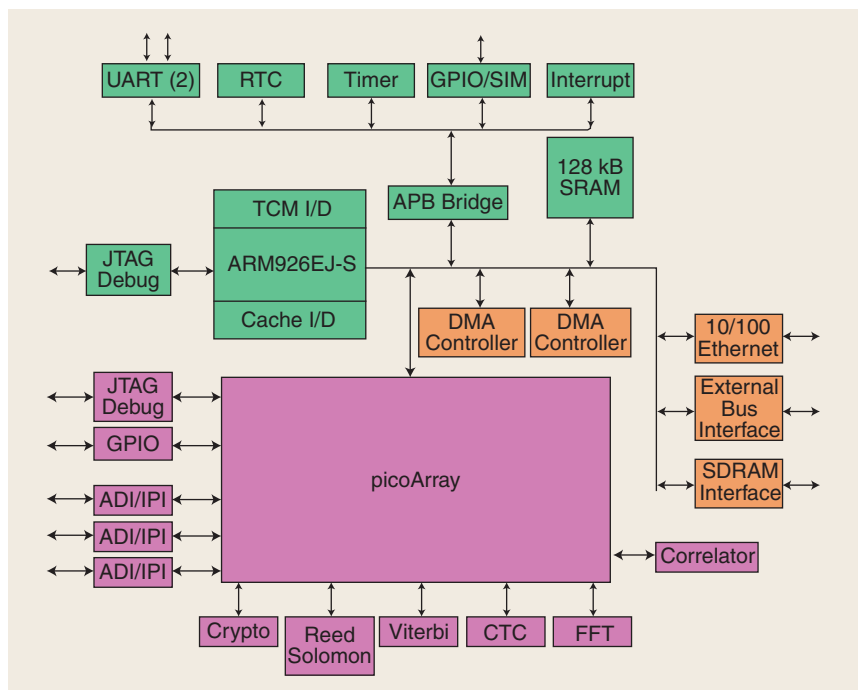 UART (2)
RTC
Timer
GPIO/SIM
Interrupt
128 kB
SRAM
APB Bridge
TCM I/D
ARM926EJ-S
Cache I/D
JTAG
Debug
DMA
Controller
DMA
Controller
10/100
Ethernet
External
Bus
Interface
SDRAM
Interface
JTAG
Debug
GPIO
ADI/IPI
ADI/IPI
ADI/IPI
picoArray
Correlator
Crypto
Reed
Solomon
Viterbi
CTC
FFT